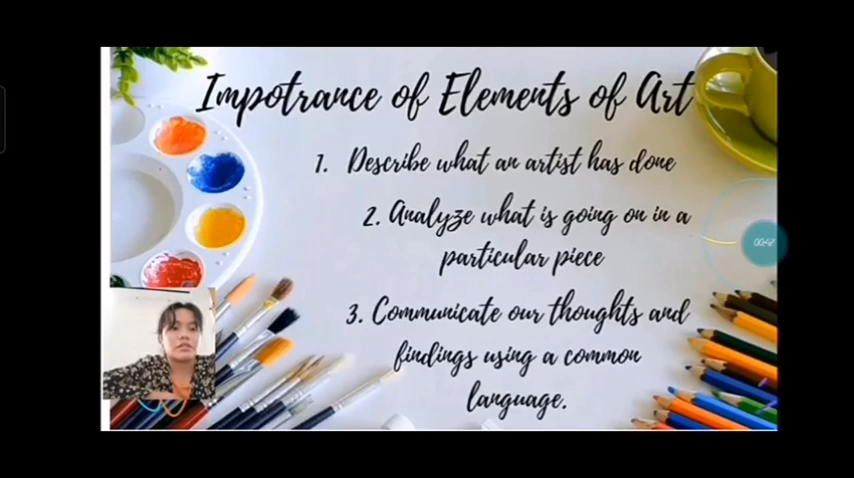 Impotrance of Elements of Art
1. Describe what an artist has done
2. Analyze what is going on in a
particular piece
3. Communicate our thoughts and
findings using a common
language.